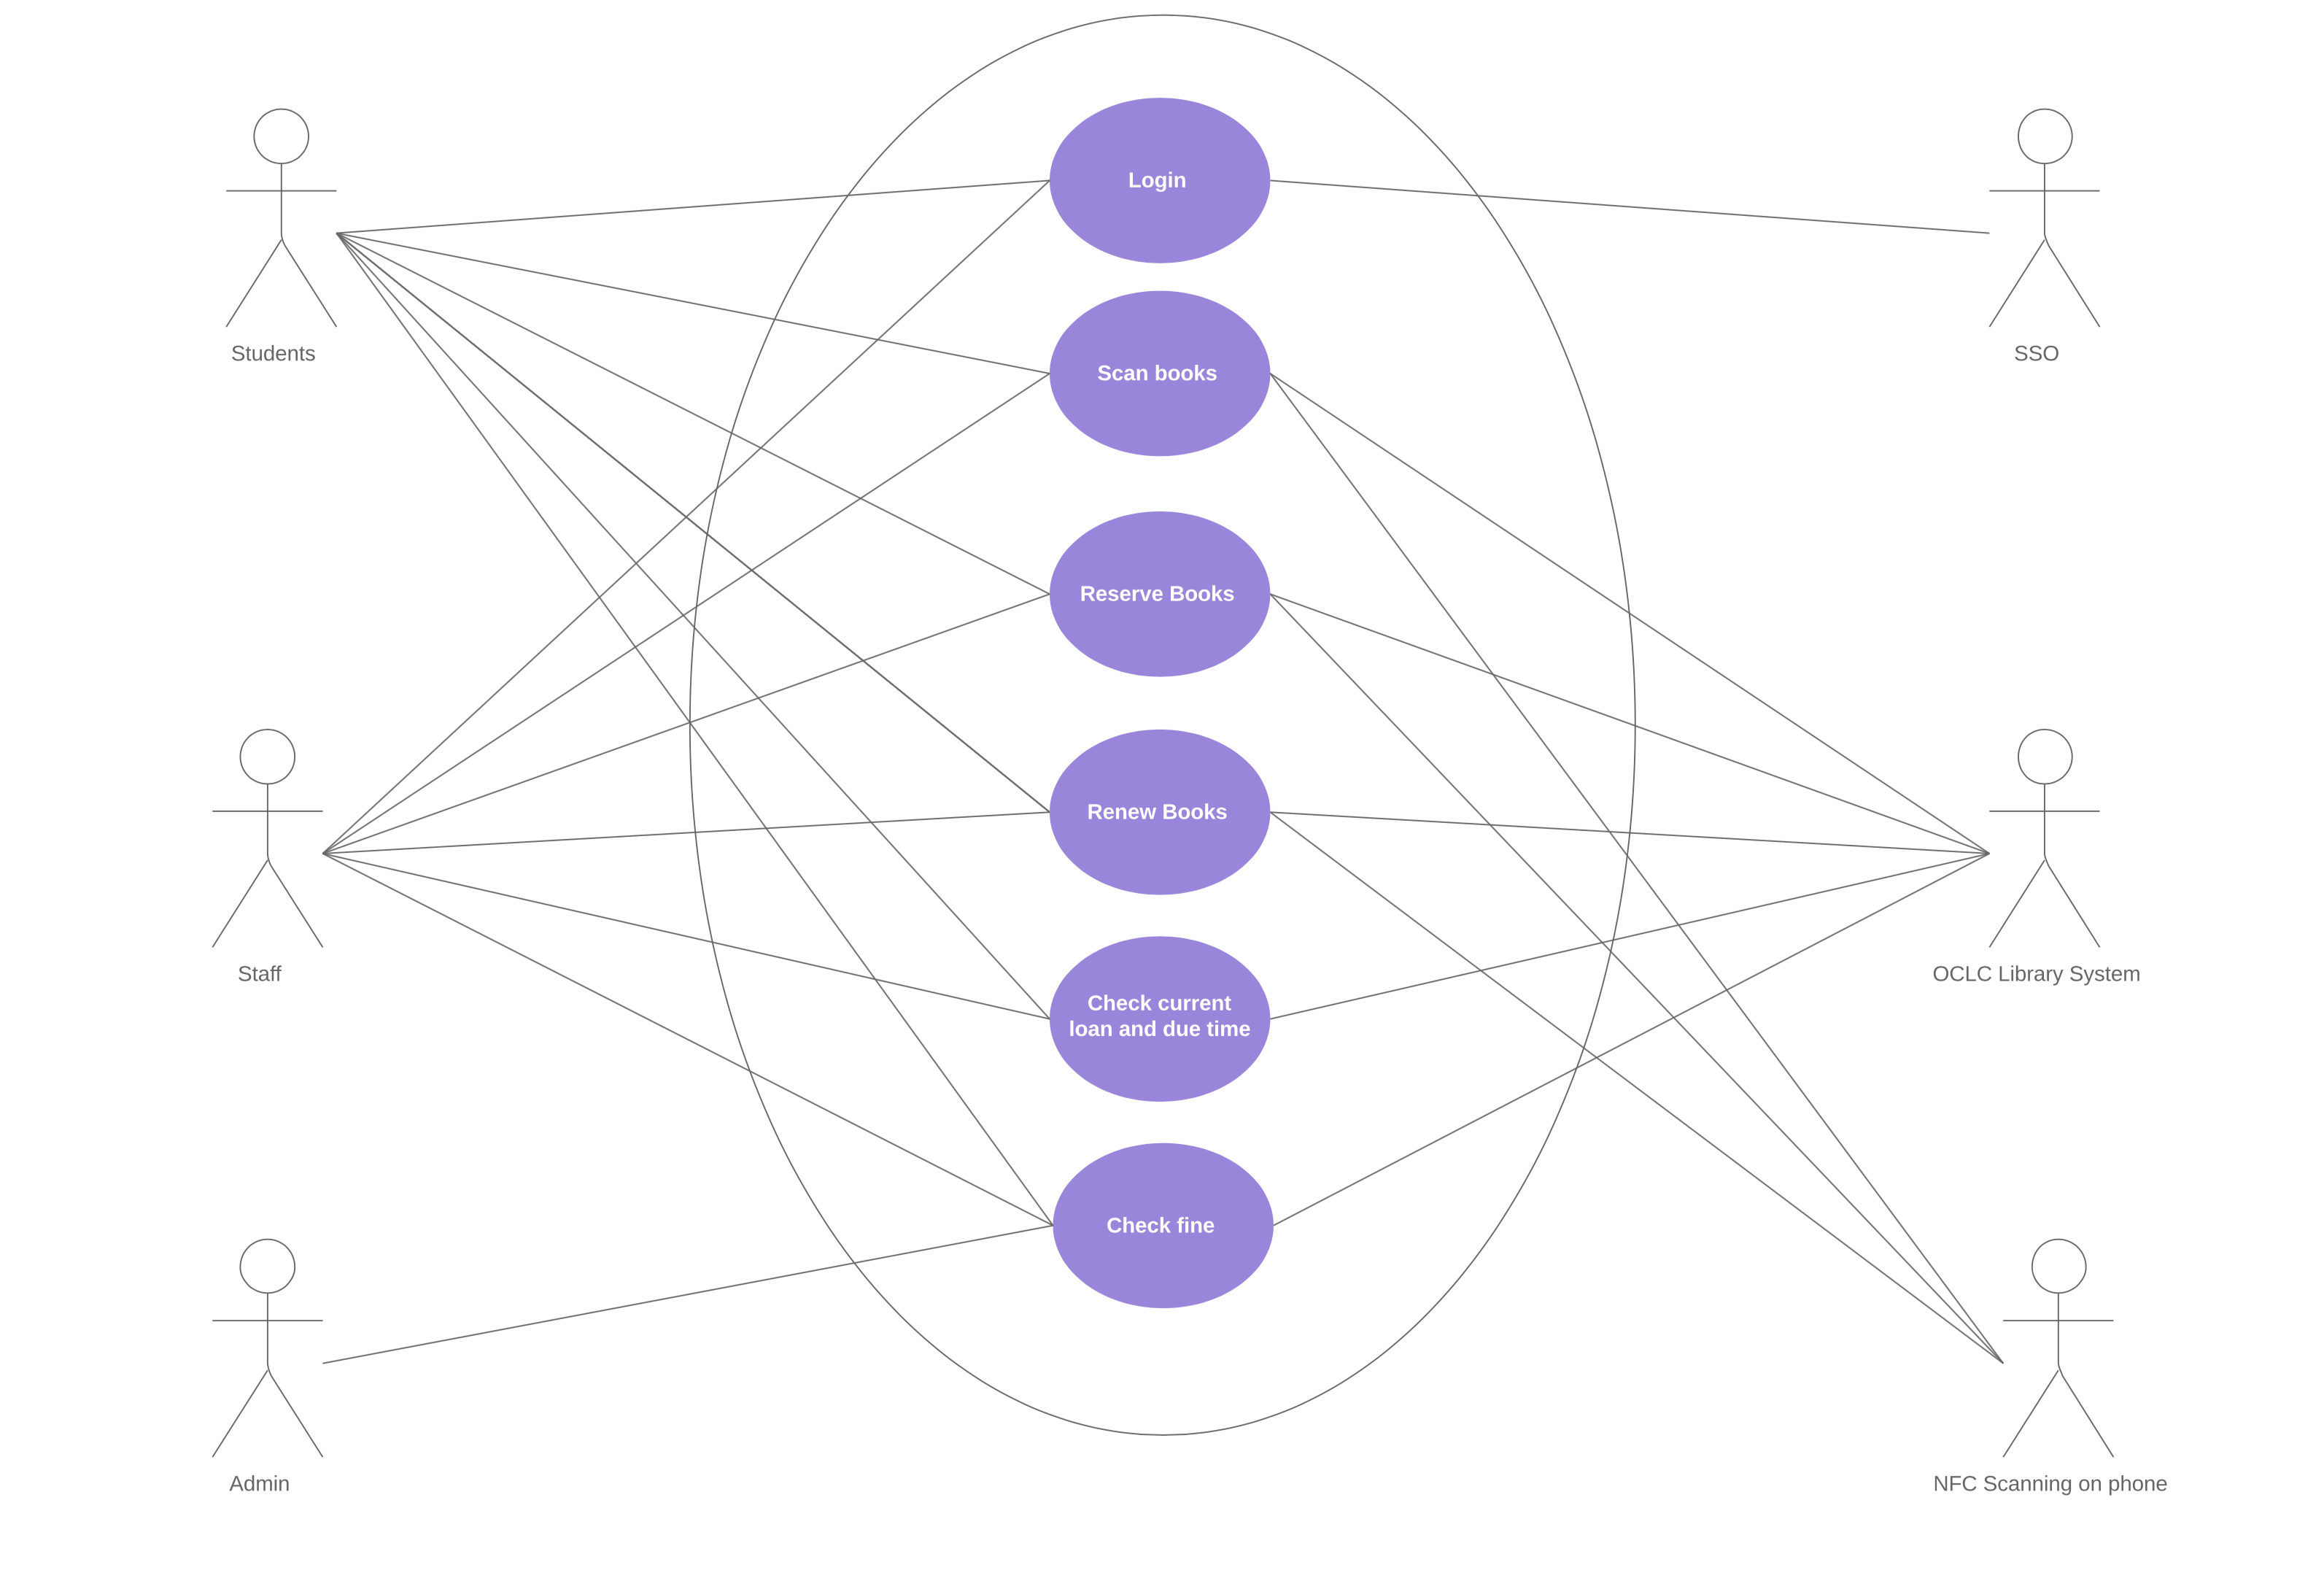 Login
Scan books
Students
SSO
Reserve Books
Renew Books
Staff
OCLC Library System
Check current
loan and due time
Check fine
Admin
NFC Scanning on phone